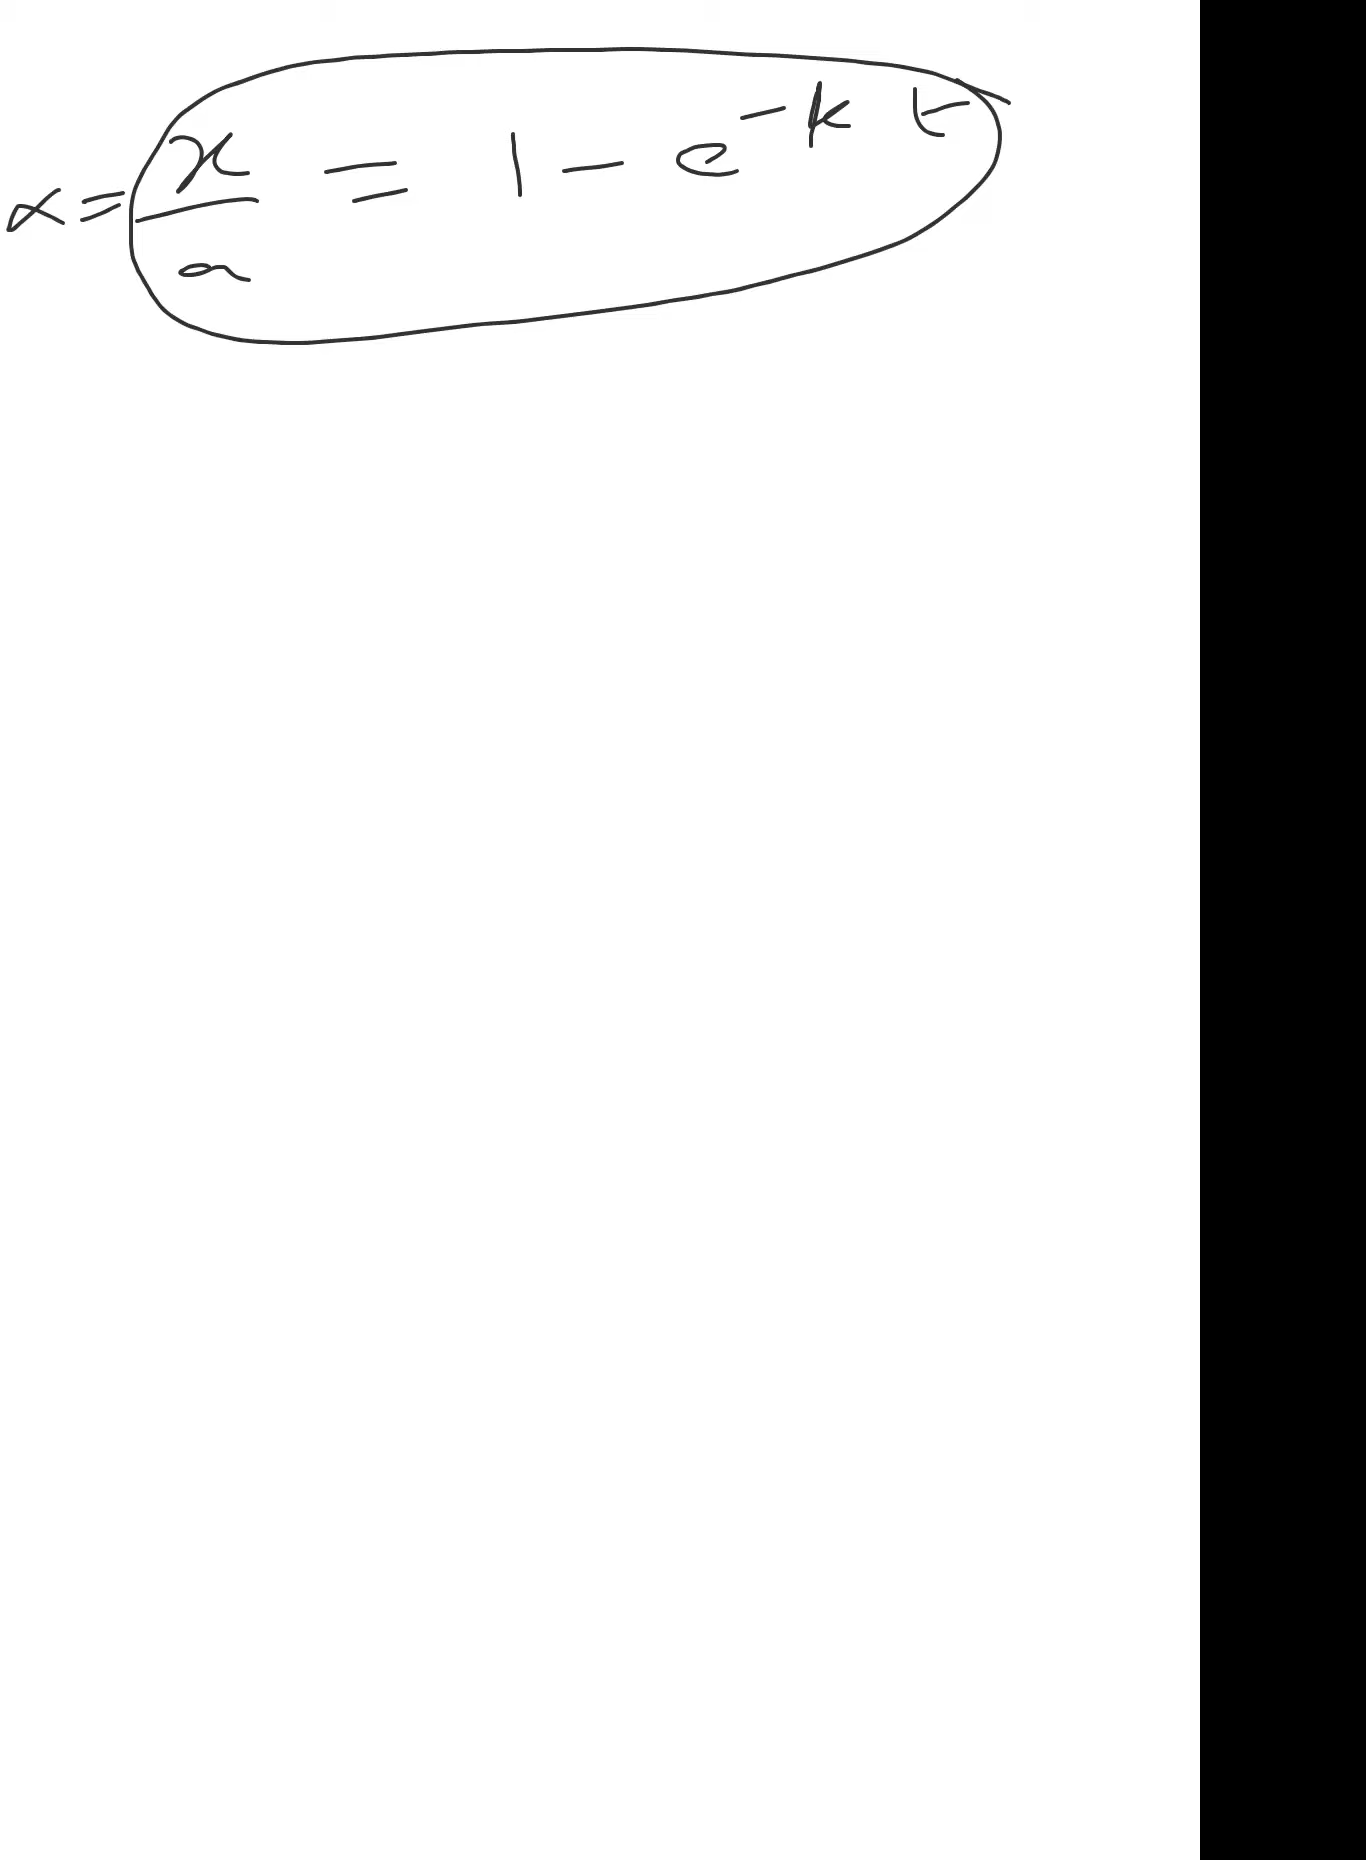 α = x/a = 1 - e^{-kt}